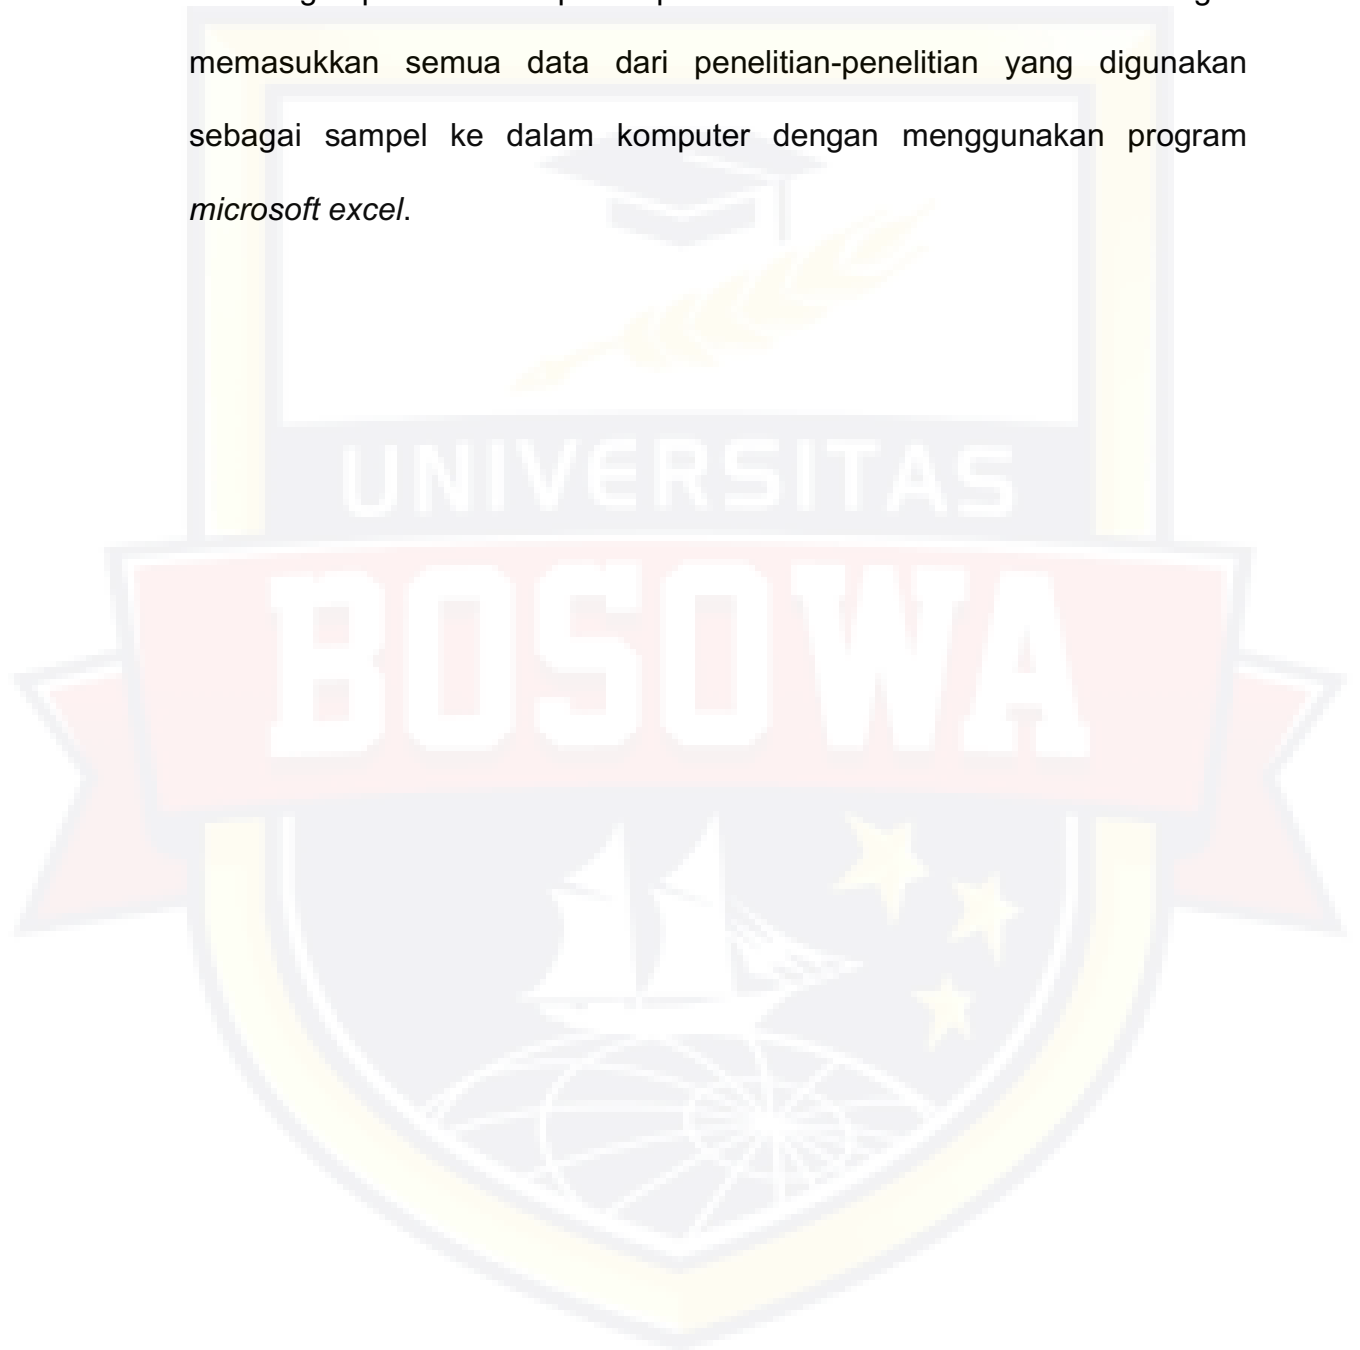 memasukkan semua data dari penelitian-penelitian yang digunakan
sebagai sampel ke dalam komputer dengan menggunakan program
microsoft excel.
UNIVERSITAS
BOSOWA